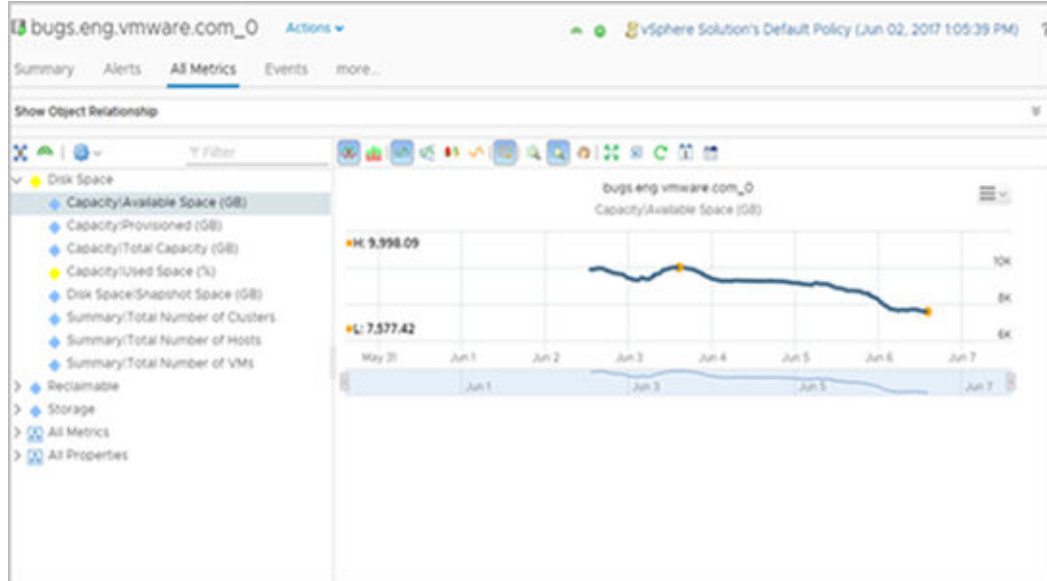 bugs.eng.vmware.com_0 Actions
vSphere Solution's Default Policy (Jun 02, 2017 1:05:39 PM) ?
Summary Alerts All Metrics Events more...
Show Object Relationship
Filter
Disk Space
Capacity|Available Space (GB)
Capacity|Provisioned (GB)
Capacity|Total Capacity (GB)
Capacity|Used Space (%)
Disk Space|Snapshot Space (GB)
Summary|Total Number of Clusters
Summary|Total Number of Hosts
Summary|Total Number of VMs
Reclaimable
Storage
All Metrics
All Properties
bugs.eng.vmware.com_0
Capacity|Available Space (GB)
H: 9,998.09
10K
8K
L: 7,577.42
6K
May 31 Jun 1 Jun 2 Jun 3 Jun 4 Jun 5 Jun 6 Jun 7
Jun 1 Jun 3 Jun 5 Jun 7